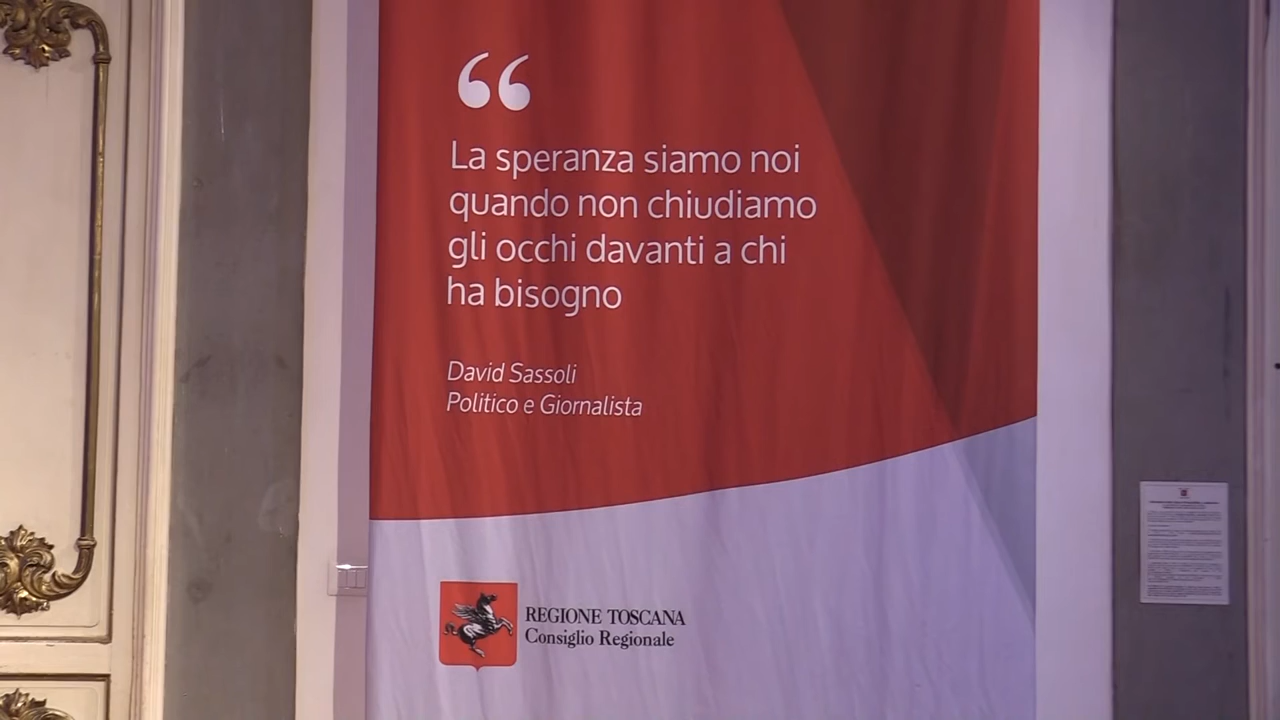 “
La speranza siamo noi
quando non chiudiamo
gli occhi davanti a chi
ha bisogno
David Sassoli
Politico e Giornalista
REGIONE TOSCANA
Consiglio Regionale